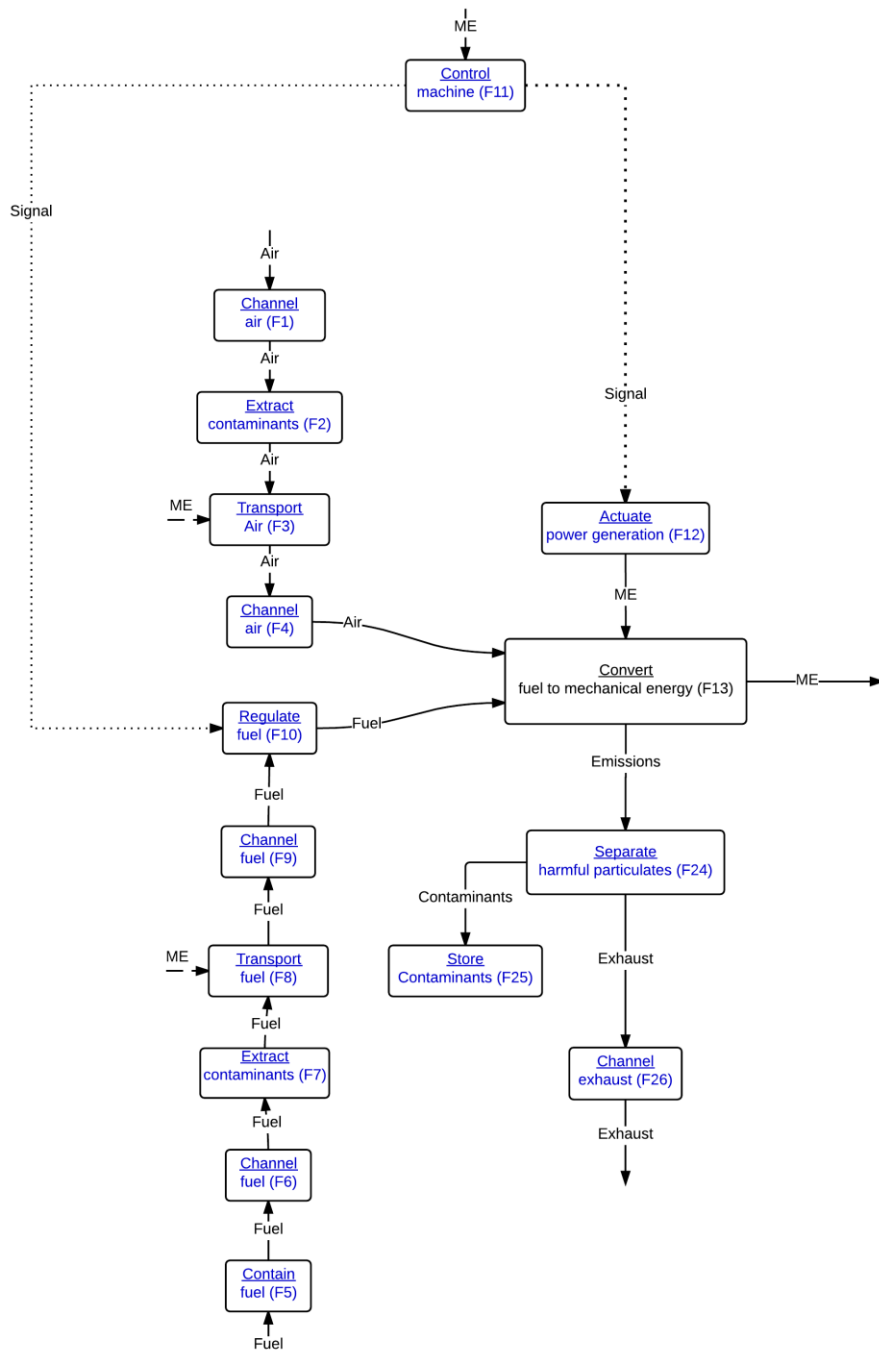 ME
Control
machine (F11)
Signal
Air
Channel
air (F1)
Air
Extract
contaminants (F2)
Signal
Air
ME
Transport
Air (F3)
Actuate
power generation (F12)
Air
ME
Channel
air (F4)
Air
Convert
fuel to mechanical energy (F13)
ME
Regulate
fuel (F10)
Fuel
Emissions
Fuel
Channel
fuel (F9)
Separate
harmful particulates (F24)
Contaminants
Fuel
ME
Transport
fuel (F8)
Store
Contaminants (F25)
Exhaust
Fuel
Extract
contaminants (F7)
Channel
exhaust (F26)
Fuel
Exhaust
Channel
fuel (F6)
Fuel
Contain
fuel (F5)
Fuel